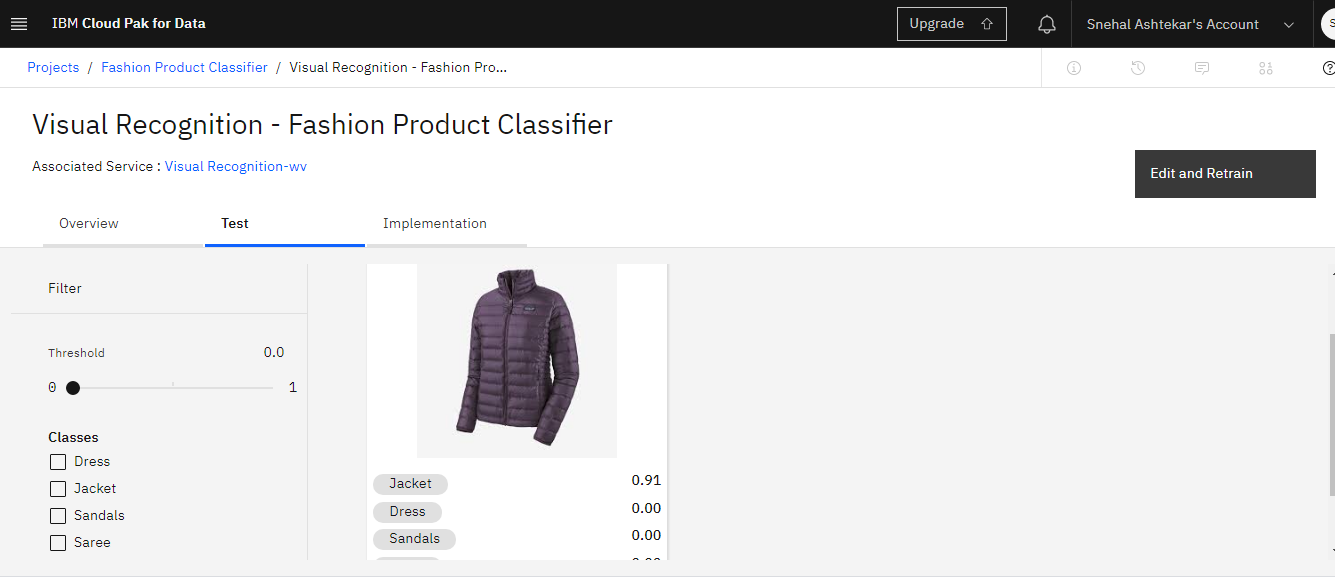 IBM Cloud Pak for Data
Upgrade
Snehal Ashtekar's Account
S
Projects / Fashion Product Classifier / Visual Recognition - Fashion Pro...
Visual Recognition - Fashion Product Classifier
Associated Service : Visual Recognition-wv
Edit and Retrain
Overview
Test
Implementation
Filter
Threshold 0.0
0 1
Classes
Dress
Jacket
Sandals
Saree
Jacket 0.91
Dress 0.00
Sandals 0.00